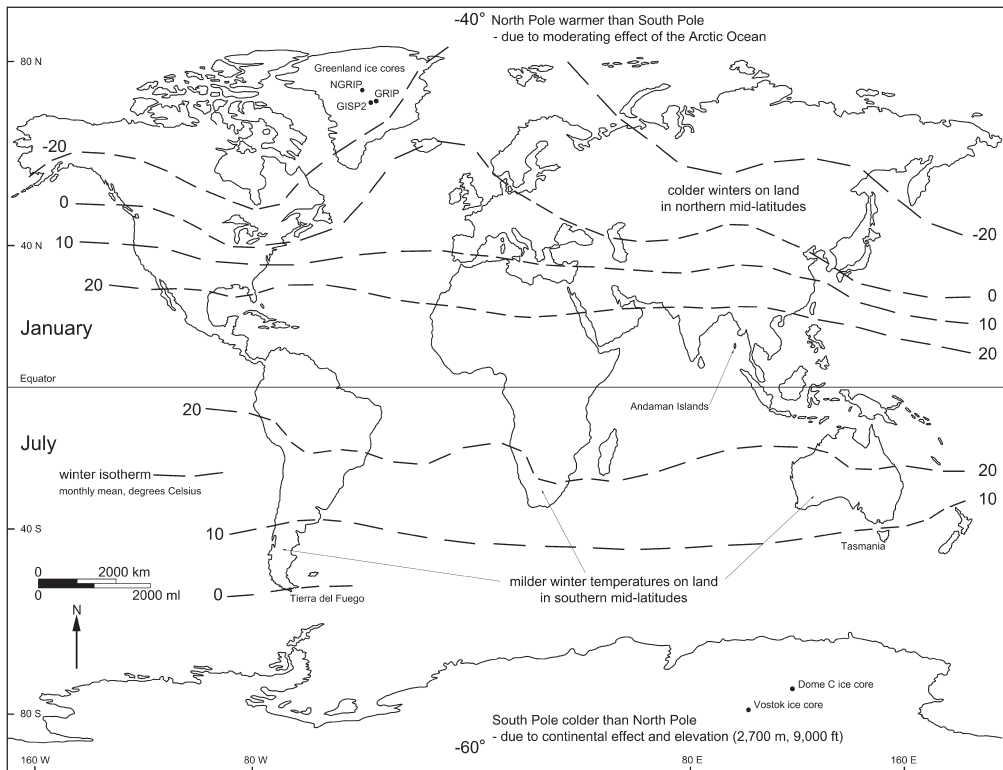 -40° North Pole warmer than South Pole
- due to moderating effect of the Arctic Ocean
80 N
Greenland ice cores
NGRIP
GRIP
GISP2
-20
colder winters on land
in northern mid-latitudes
0
-20
10
40 N
20
0
10
January
20
Equator
Andaman Islands
20
July
winter isotherm
monthly mean, degrees Celsius
20
10
10
40 S
Tasmania
0 2000 km
0 2000 ml
milder winter temperatures on land
in southern mid-latitudes
0
Tierra del Fuego
N
Dome C ice core
Vostok ice core
80 S
South Pole colder than North Pole
-60° - due to continental effect and elevation (2,700 m, 9,000 ft)
160 W
80 W
80 E
160 E